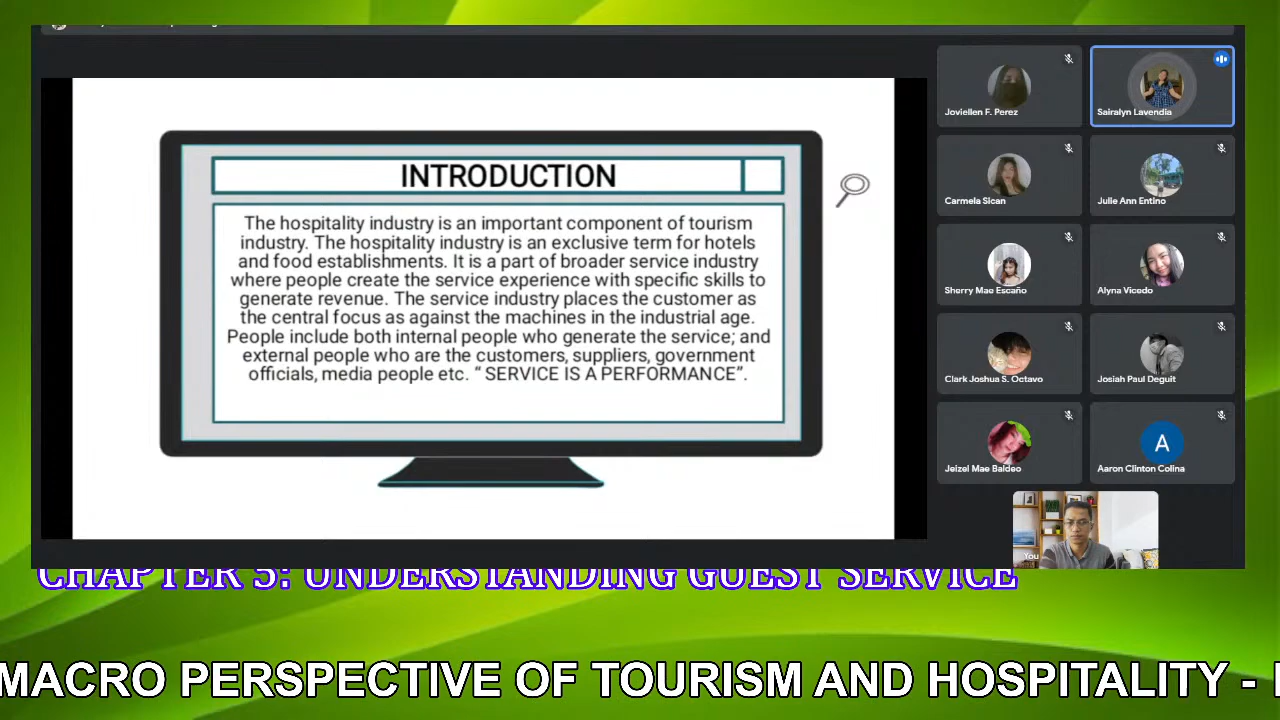 INTRODUCTION
The hospitality industry is an important component of tourism
industry. The hospitality industry is an exclusive term for hotels
and food establishments. It is a part of broader service industry
where people create the service experience with specific skills to
generate revenue. The service industry places the customer as
the central focus as against the machines in the industrial age.
People include both internal people who generate the service; and
external people who are the customers, suppliers, government
officials, media people etc. “ SERVICE IS A PERFORMANCE”.
Joviellen F. Perez
Sairalyn Lavendia
Carmela Sican
Julie Ann Entino
Sherry Mae Escaño
Alyna Vicedo
Clark Joshua S. Octavo
Josiah Paul Deguit
Jeizel Mae Baldeo
A
Aaron Clinton Colina
You
CHAPTER 5: UNDERSTANDING GUEST SERVICE
MACRO PERSPECTIVE OF TOURISM AND HOSPITALITY -